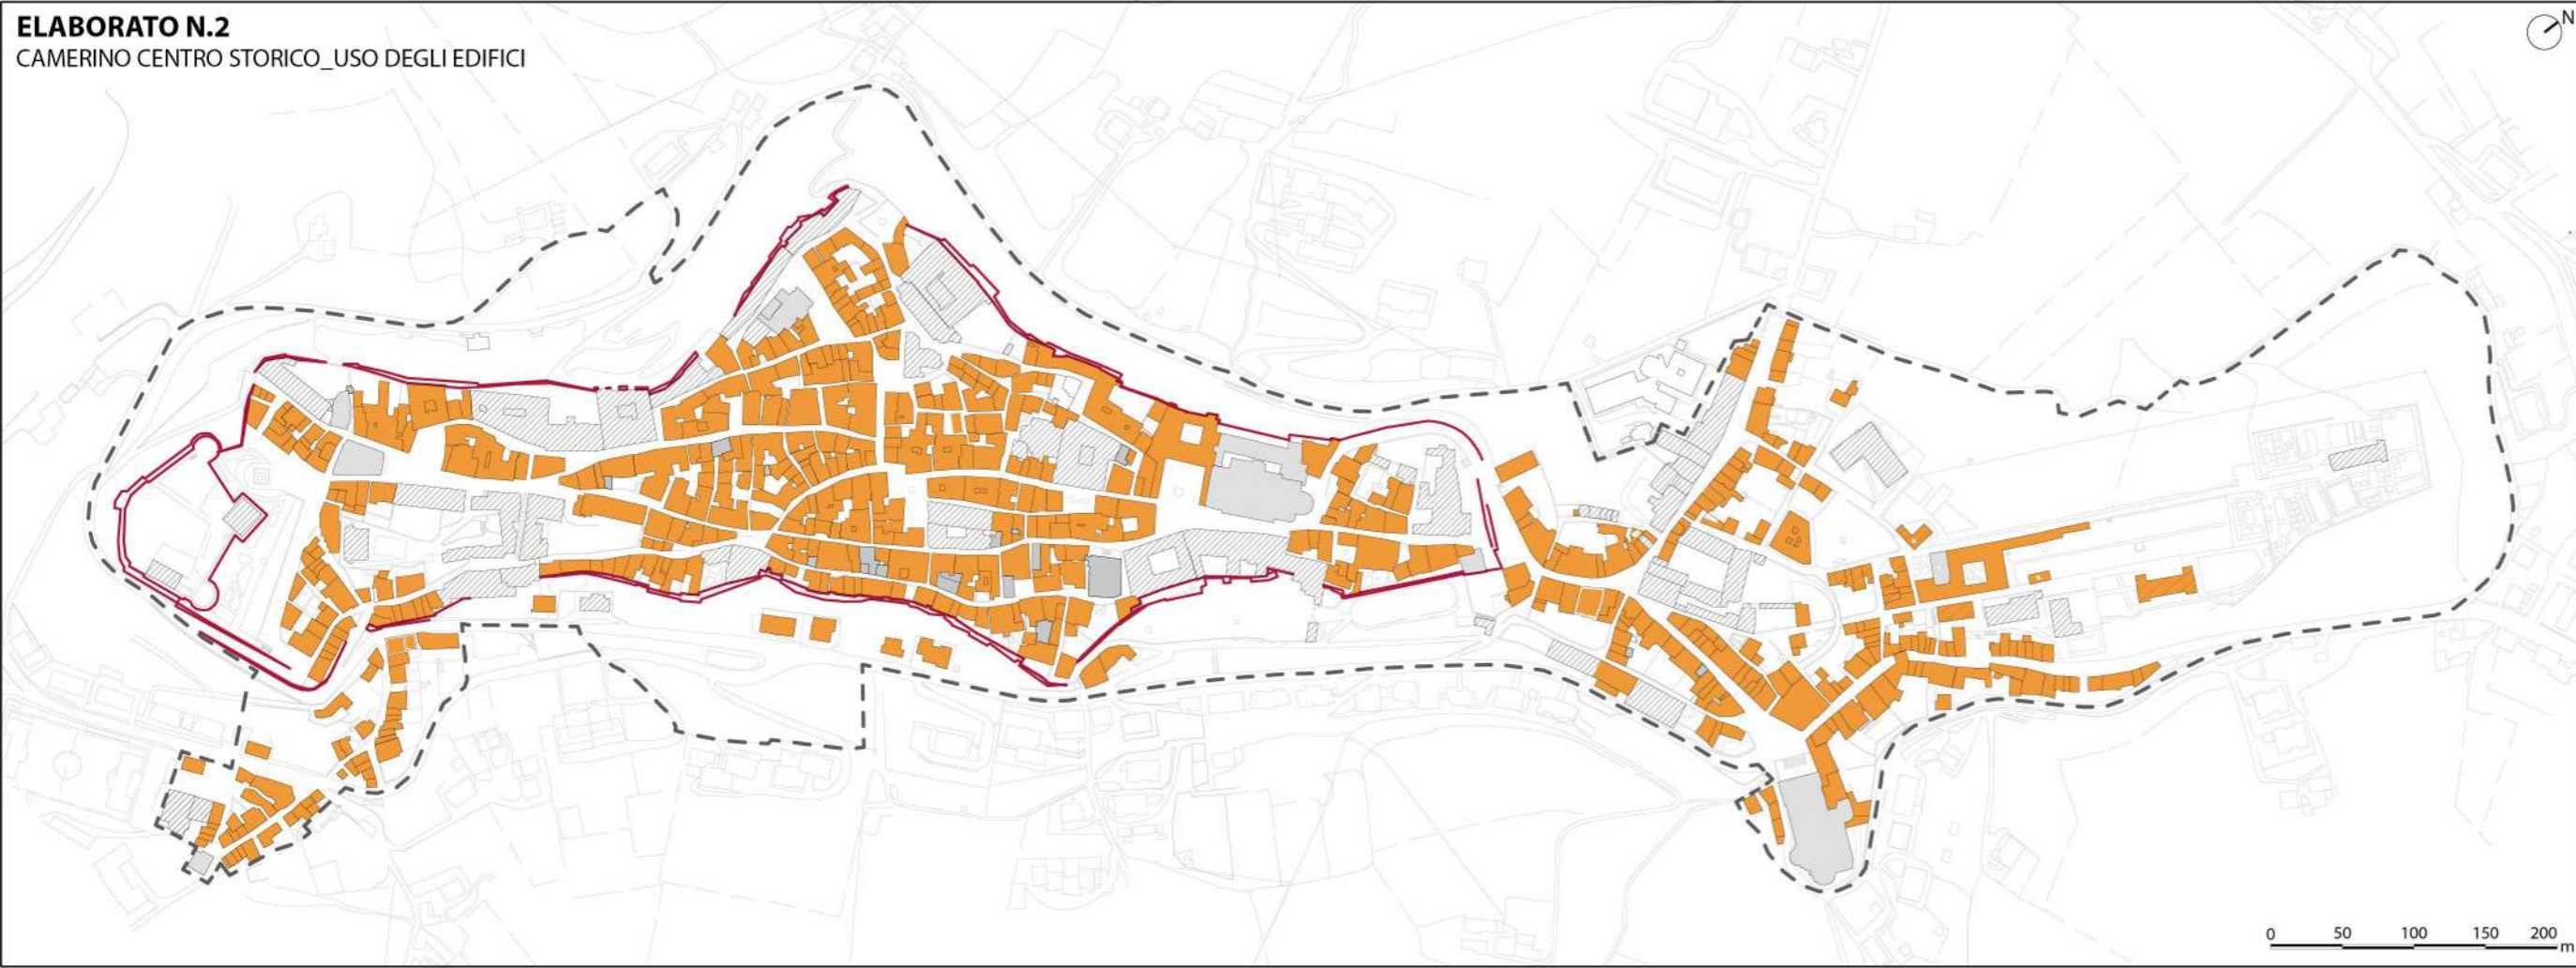 ELABORATO N.2
CAMERINO CENTRO STORICO_USO DEGLI EDIFICI
N
0 50 100 150 200
m